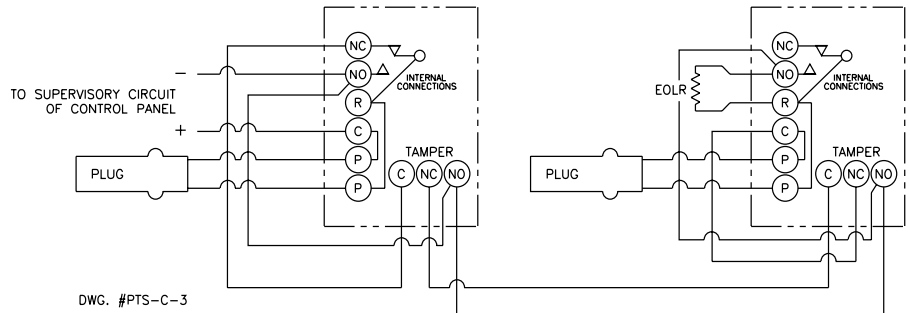 NC
NO
R
C
P
P
INTERNAL
CONNECTIONS
TAMPER
C NC NO
−
TO SUPERVISORY CIRCUIT
OF CONTROL PANEL
+
PLUG
DWG. #PTS-C-3
EOLR
NC
NO
R
C
P
P
INTERNAL
CONNECTIONS
TAMPER
C NC NO
PLUG